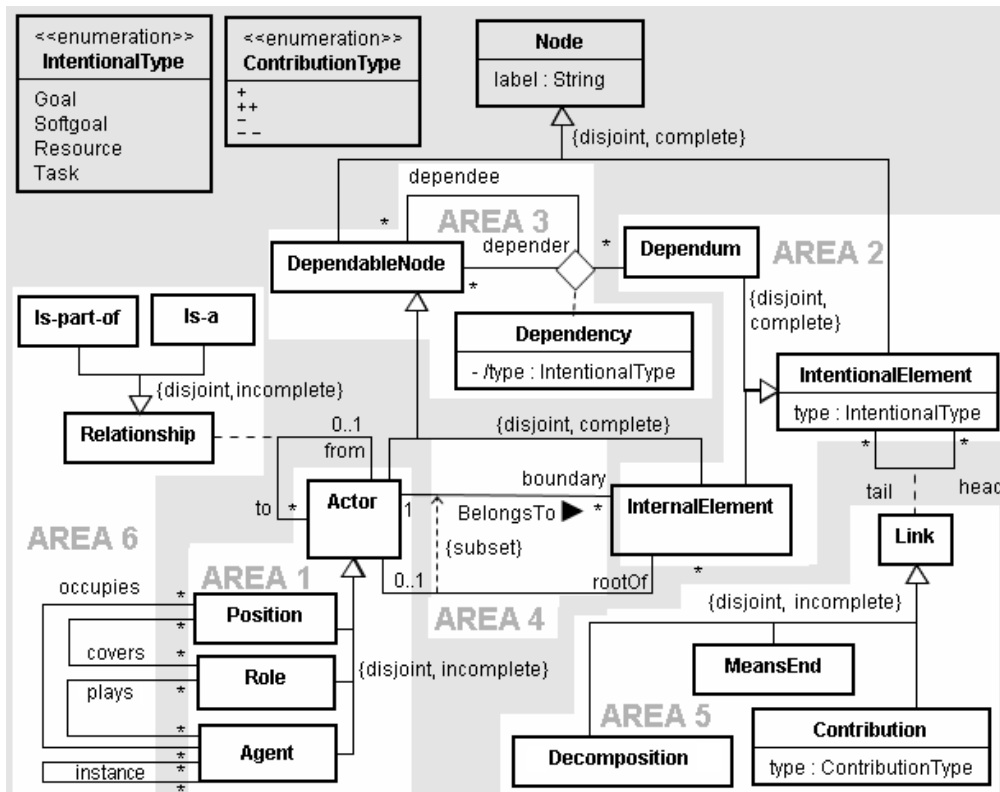 <<enumeration>>
IntentionalType
Goal
Softgoal
Resource
Task
<<enumeration>>
ContributionType
+
++
-
--
Node
label : String
{disjoint, complete}
dependee
*
AREA 3
depender
*
DependableNode
*
Dependum
AREA 2
{disjoint,
complete}
Dependency
- /type : IntentionalType
IntentionalElement
type : IntentionalType
*
*
tail
head
Is-part-of
Is-a
{disjoint,incomplete}
Relationship
0..1
from
{disjoint, complete}
to
*
Actor
1
boundary
BelongsTo ▶
*
InternalElement
{subset}
0..1
rootOf
*
Link
AREA 6
AREA 1
AREA 4
{disjoint, incomplete}
occupies
*
*
Position
covers
*
Role
plays
*
{disjoint, incomplete}
*
*
Agent
instance
*
*
MeansEnd
AREA 5
Decomposition
Contribution
type : ContributionType